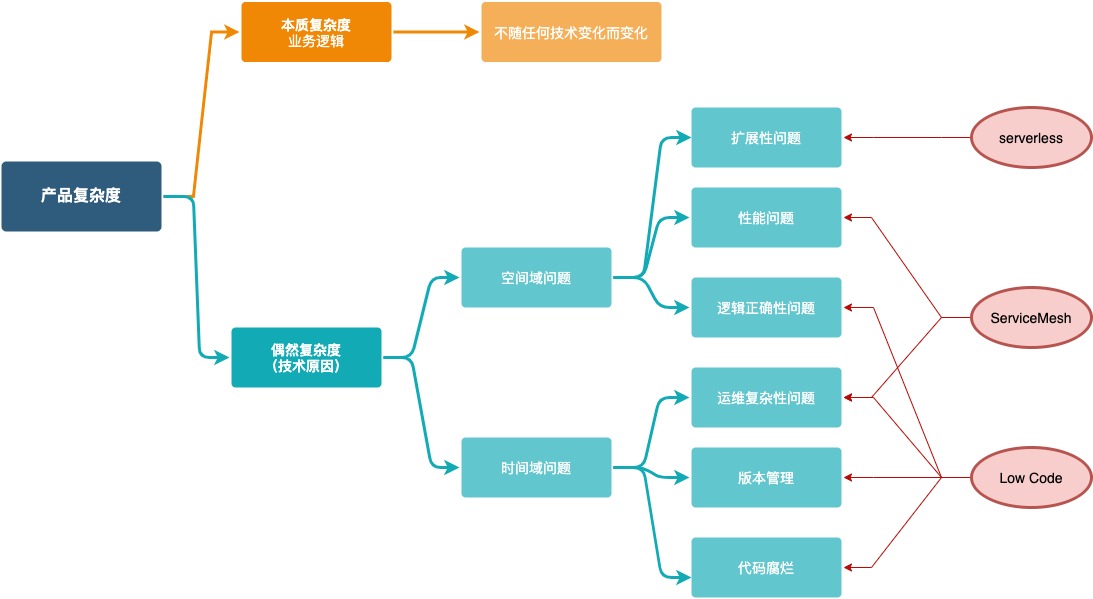 本质复杂度
业务逻辑
不随任何技术变化而变化
扩展性问题
serverless
产品复杂度
性能问题
空间域问题
逻辑正确性问题
ServiceMesh
偶然复杂度
（技术原因）
运维复杂性问题
时间域问题
版本管理
Low Code
代码腐烂